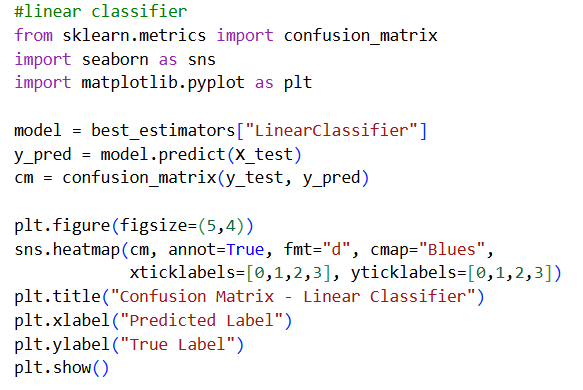 #linear classifier
from sklearn.metrics import confusion_matrix
import seaborn as sns
import matplotlib.pyplot as plt

model = best_estimators["LinearClassifier"]
y_pred = model.predict(X_test)
cm = confusion_matrix(y_test, y_pred)

plt.figure(figsize=(5,4))
sns.heatmap(cm, annot=True, fmt="d", cmap="Blues",
            xticklabels=[0,1,2,3], yticklabels=[0,1,2,3])
plt.title("Confusion Matrix - Linear Classifier")
plt.xlabel("Predicted Label")
plt.ylabel("True Label")
plt.show()